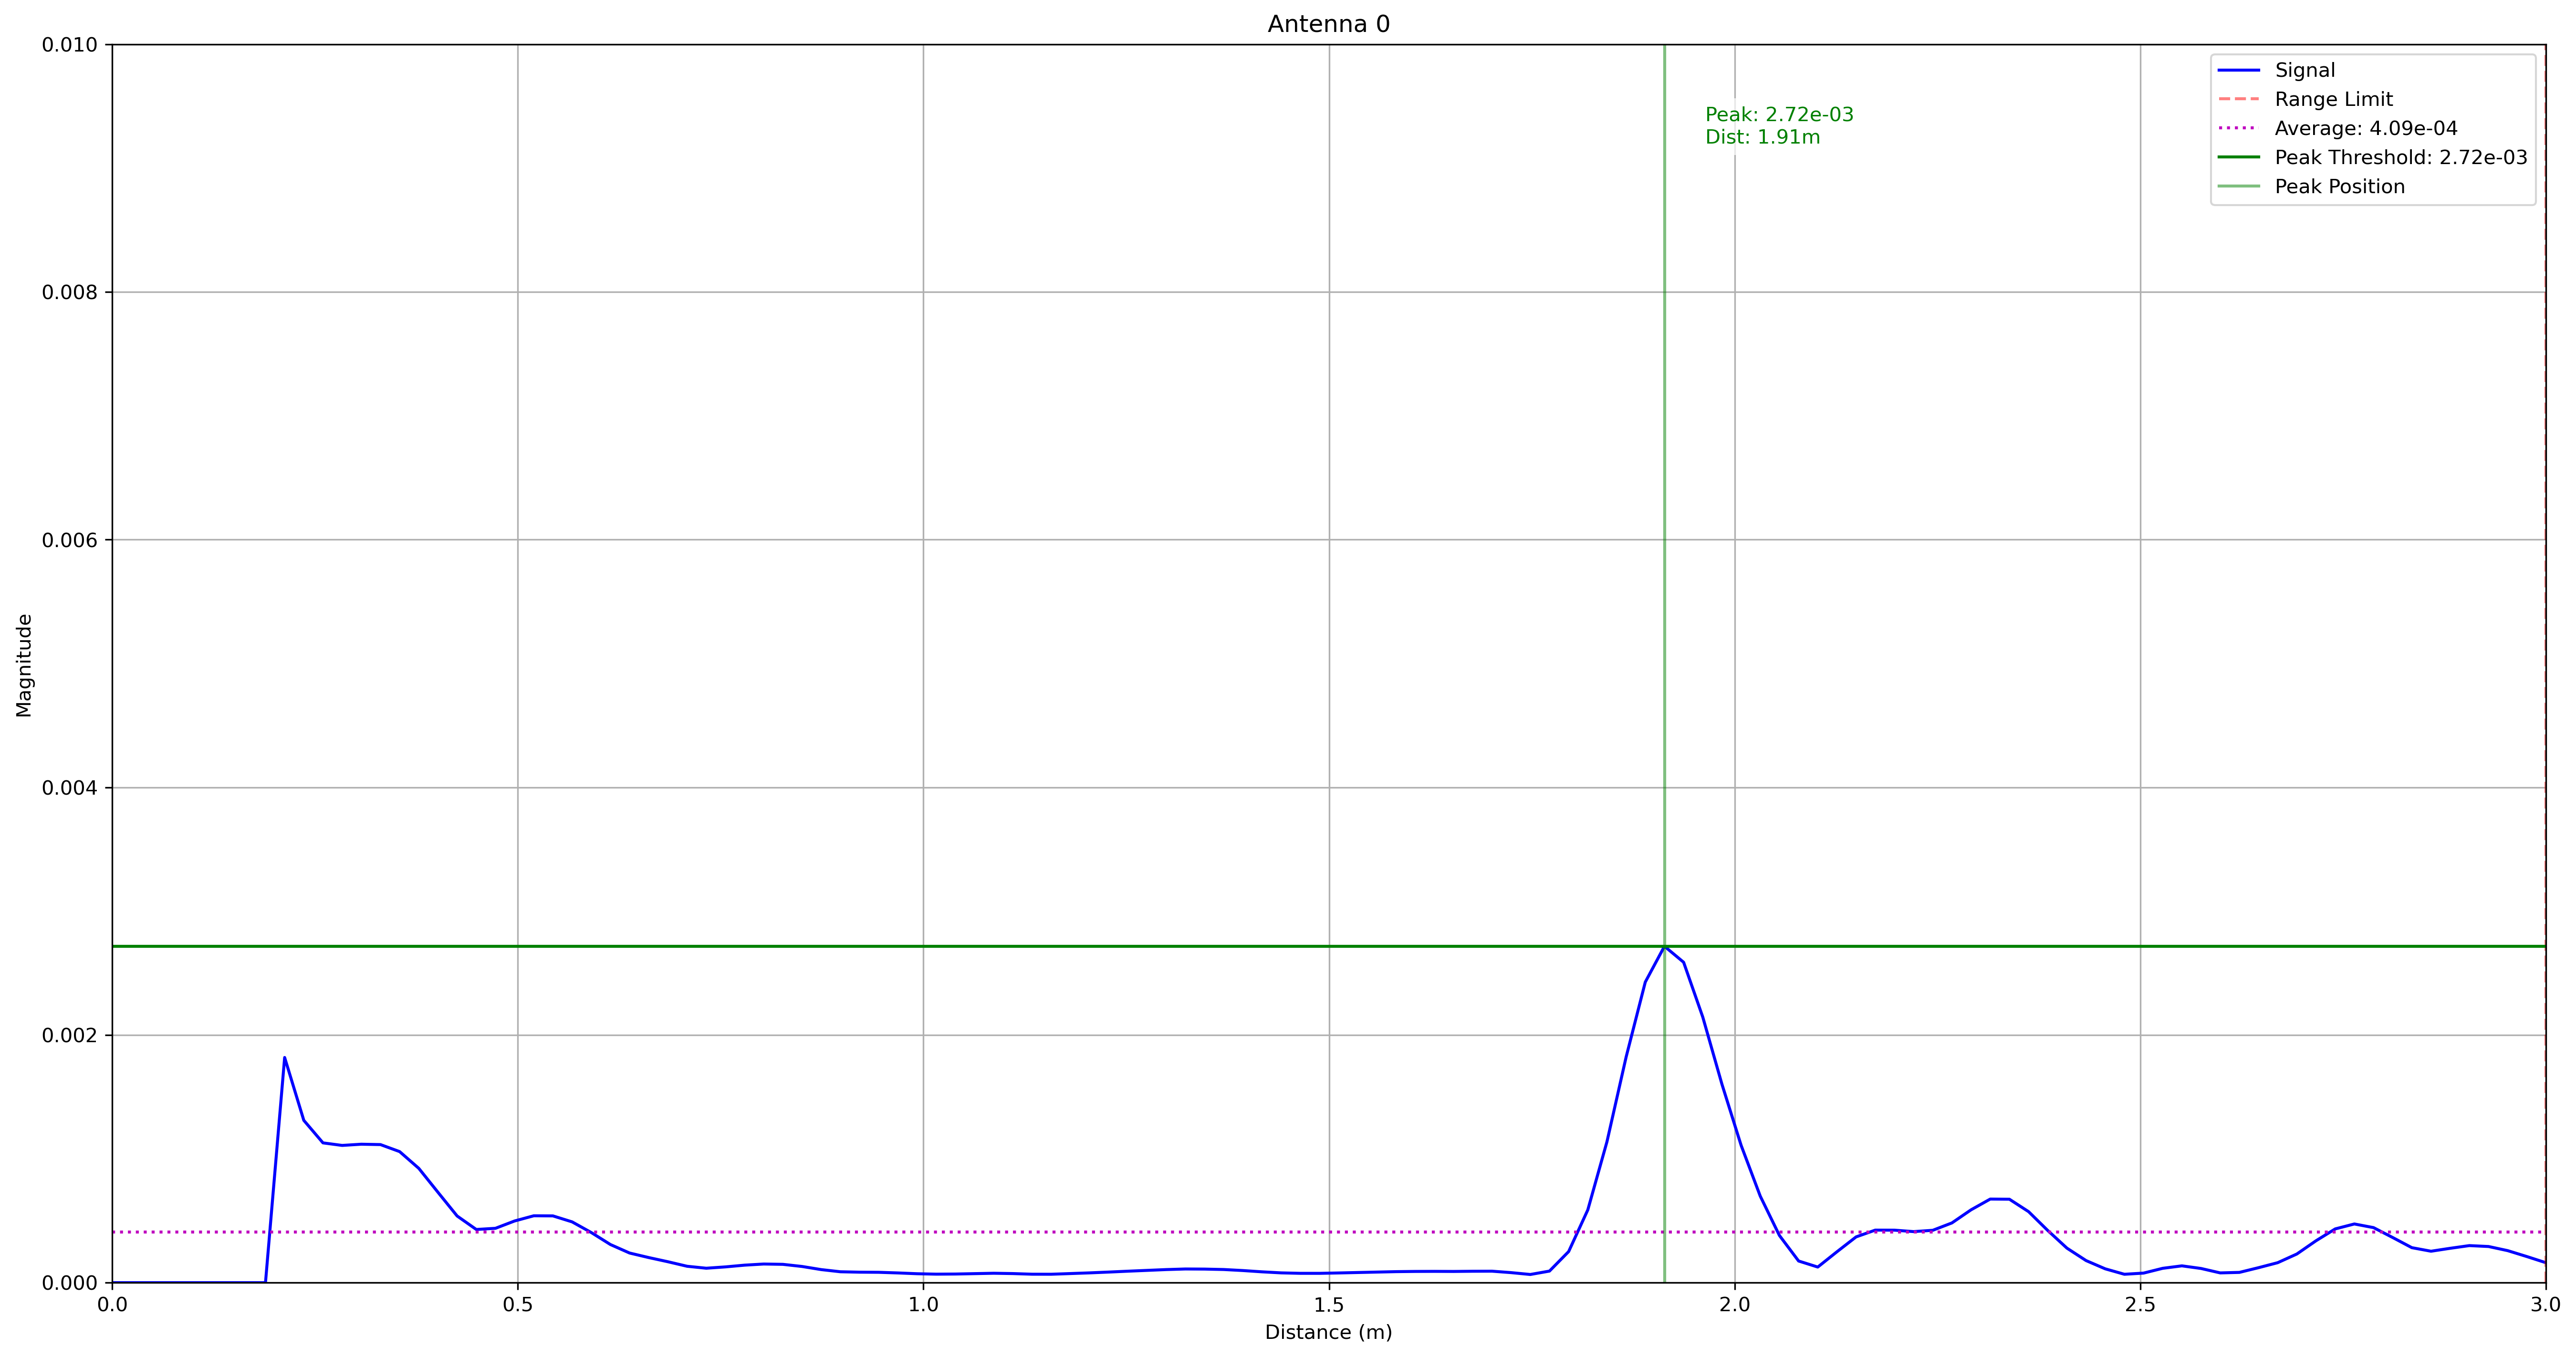 Antenna 0
0.010
0.008
0.006
0.004
0.002
0.000
Magnitude
Peak: 2.72e-03
Dist: 1.91m
Signal
Range Limit
Average: 4.09e-04
Peak Threshold: 2.72e-03
Peak Position
0.0
0.5
1.0
1.5
2.0
2.5
3.0
Distance (m)